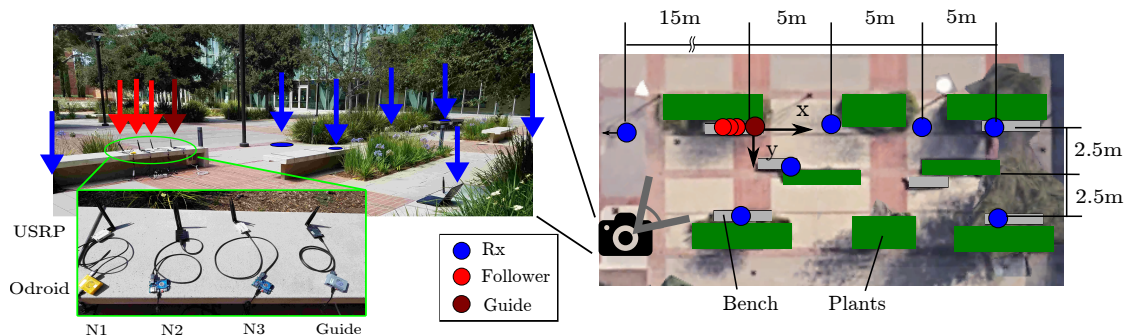 15m 5m 5m 5m
x
y
2.5m
2.5m
USRP
Odroid
N1 N2 N3 Guide
Rx
Follower
Guide
Bench Plants